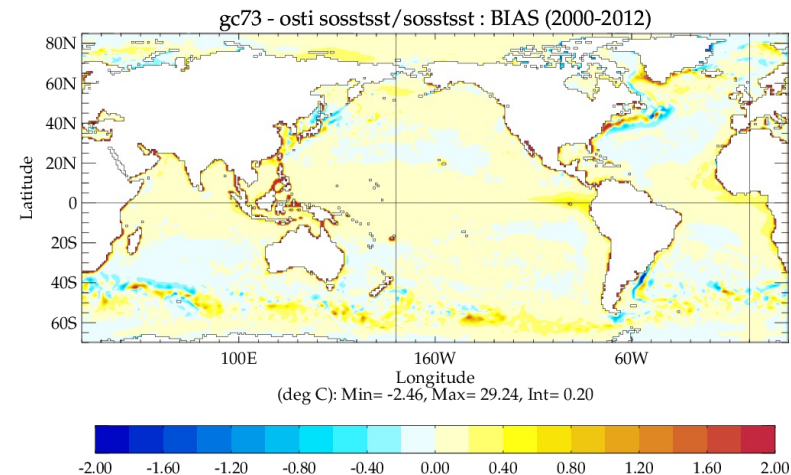 gc73 - osti sosstsst/sosstsst : BIAS (2000-2012)
80N
60N
40N
20N
0
20S
40S
60S
Latitude
100E 160W 60W
Longitude
(deg C): Min= -2.46, Max= 29.24, Int= 0.20
-2.00 -1.60 -1.20 -0.80 -0.40 0.00 0.40 0.80 1.20 1.60 2.00